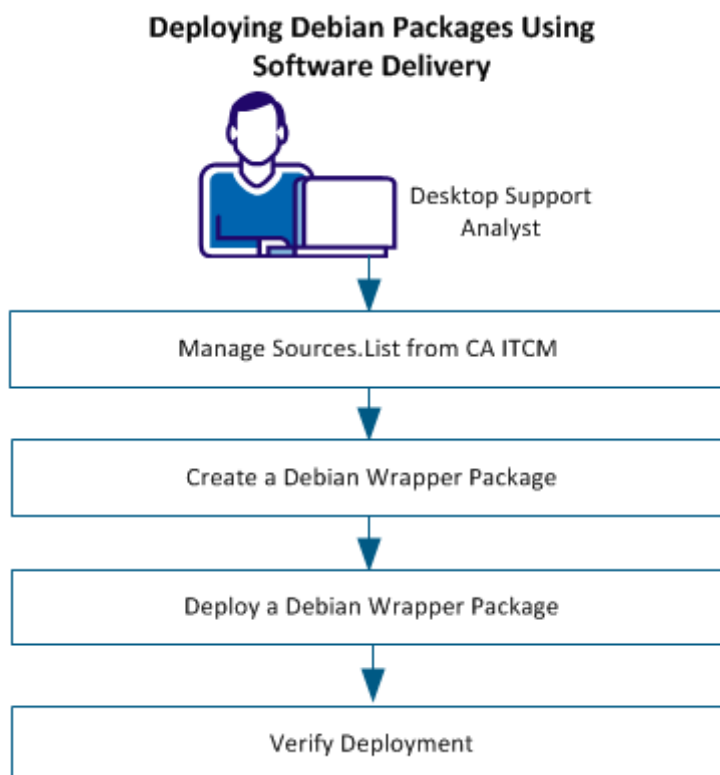 Deploying Debian Packages Using
Software Delivery
Desktop Support
Analyst
Manage Sources.List from CA ITCM
Create a Debian Wrapper Package
Deploy a Debian Wrapper Package
Verify Deployment